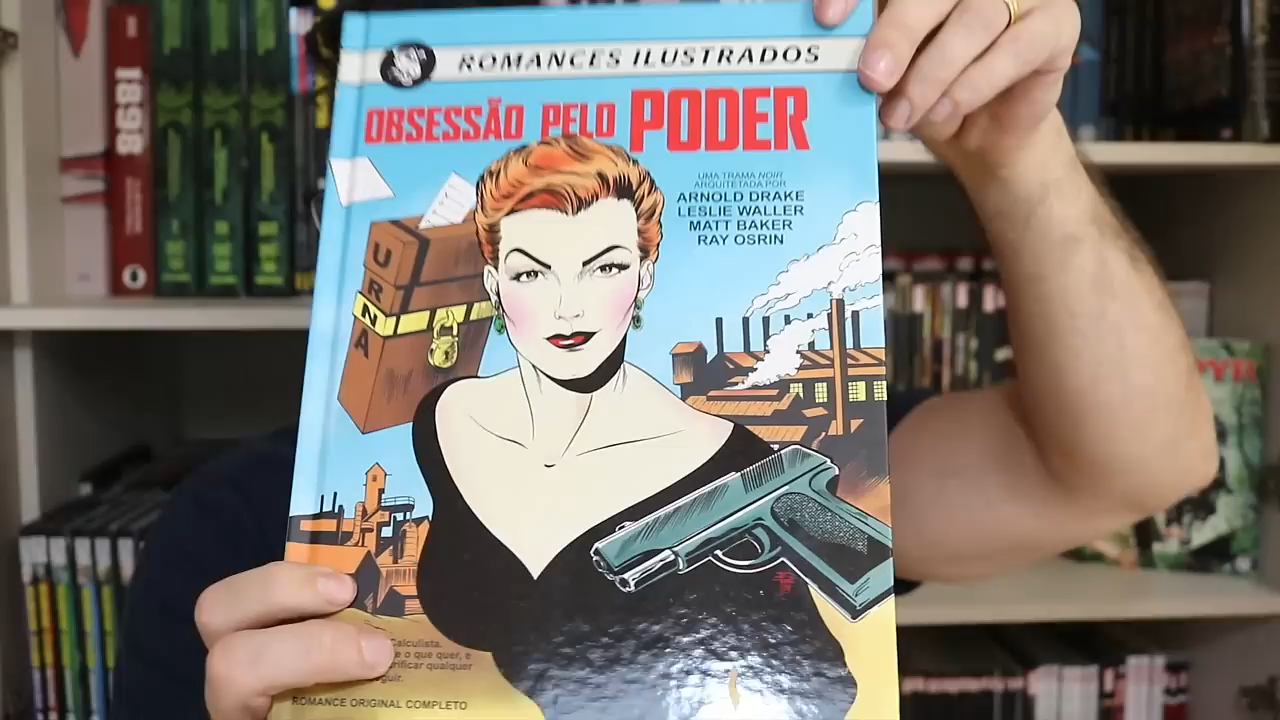 ROMANCES ILUSTRADOS
OBSESSÃO PELO PODER
UMA TRAMA NOIR
ARQUITETADA POR
ARNOLD DRAKE
LESLIE WALLER
MATT BAKER
RAY OSRIN
URNA
Calculista.
e o que quer, e
rificar qualquer
guir.
ROMANCE ORIGINAL COMPLETO
1898